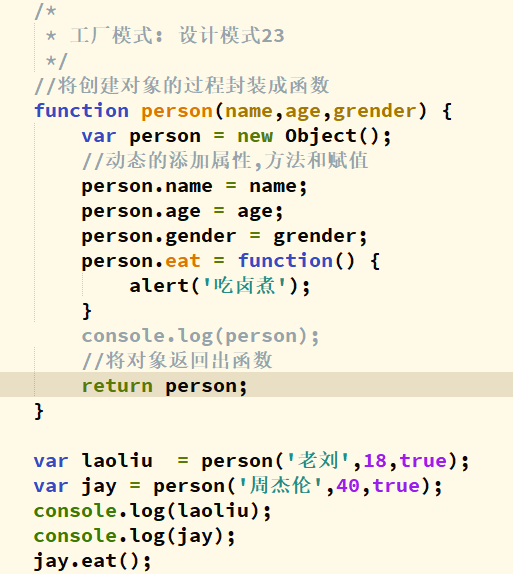 /*
 * 工厂模式: 设计模式23
 */
//将创建对象的过程封装成函数
function person(name,age,grender) {
    var person = new Object();
    //动态的添加属性,方法和赋值
    person.name = name;
    person.age = age;
    person.gender = grender;
    person.eat = function() {
        alert('吃卤煮');
    }
    console.log(person);
    //将对象返回出函数
    return person;
}

var laoliu  = person('老刘',18,true);
var jay = person('周杰伦',40,true);
console.log(laoliu);
console.log(jay);
jay.eat();